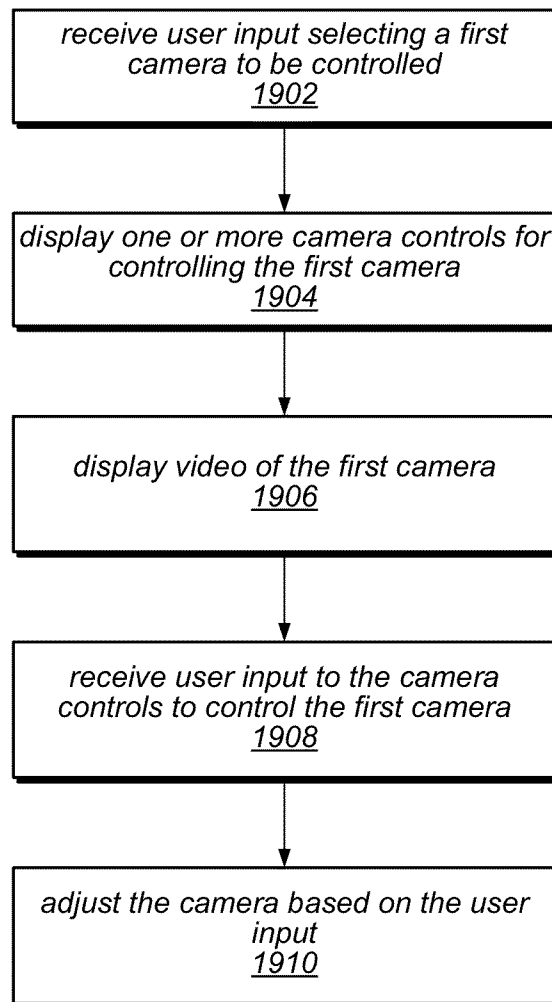 receive user input selecting a first
camera to be controlled
1902
display one or more camera controls for
controlling the first camera
1904
display video of the first camera
1906
receive user input to the camera
controls to control the first camera
1908
adjust the camera based on the user
input
1910